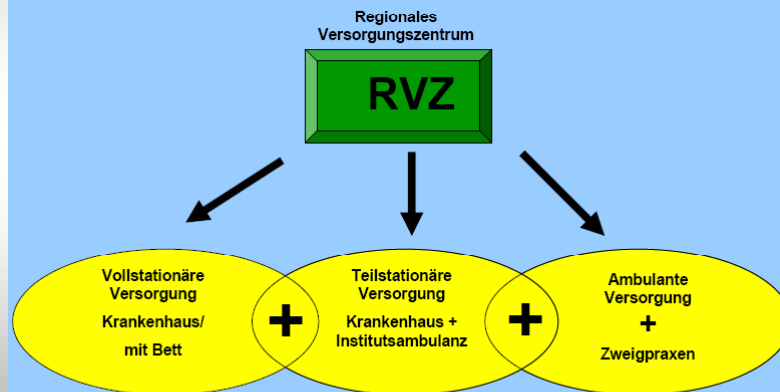 Regionales
Versorgungszentrum
RVZ
Vollstationäre
Versorgung
Krankenhaus/
mit Bett
+
Teilstationäre
Versorgung
Krankenhaus +
Institutsambulanz
+
Ambulante
Versorgung
+
Zweigpraxen